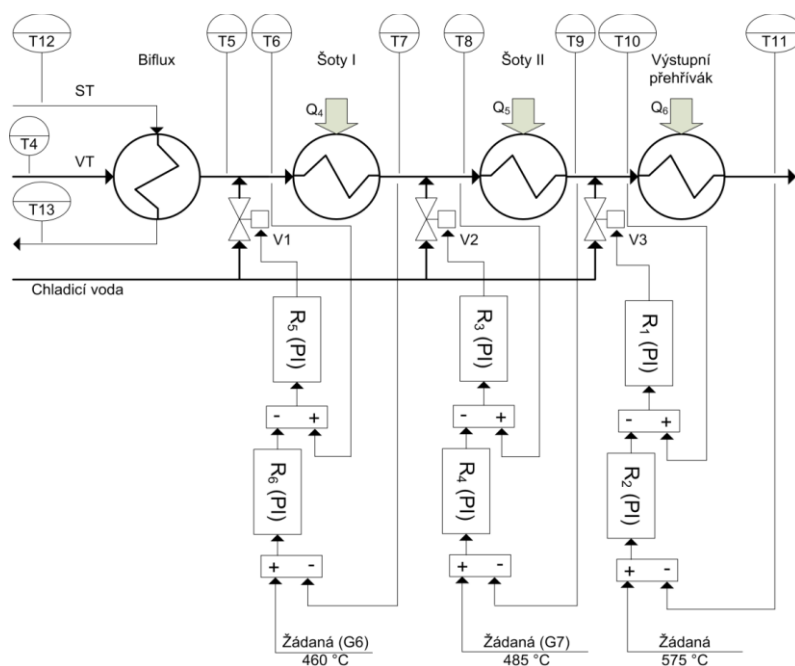 T12
T5
T6
T7
T8
T9
T10
T11
Biflux
Šoty I
Šoty II
Výstupní
přehřívák
ST
Q4
Q5
Q6
T4
VT
T13
V1
V2
V3
Chladicí voda
R5 (PI)
R3 (PI)
R1 (PI)
- +
- +
- +
R6 (PI)
R4 (PI)
R2 (PI)
+ -
+ -
+ -
Žádaná (G6)
460 °C
Žádaná (G7)
485 °C
Žádaná
575 °C